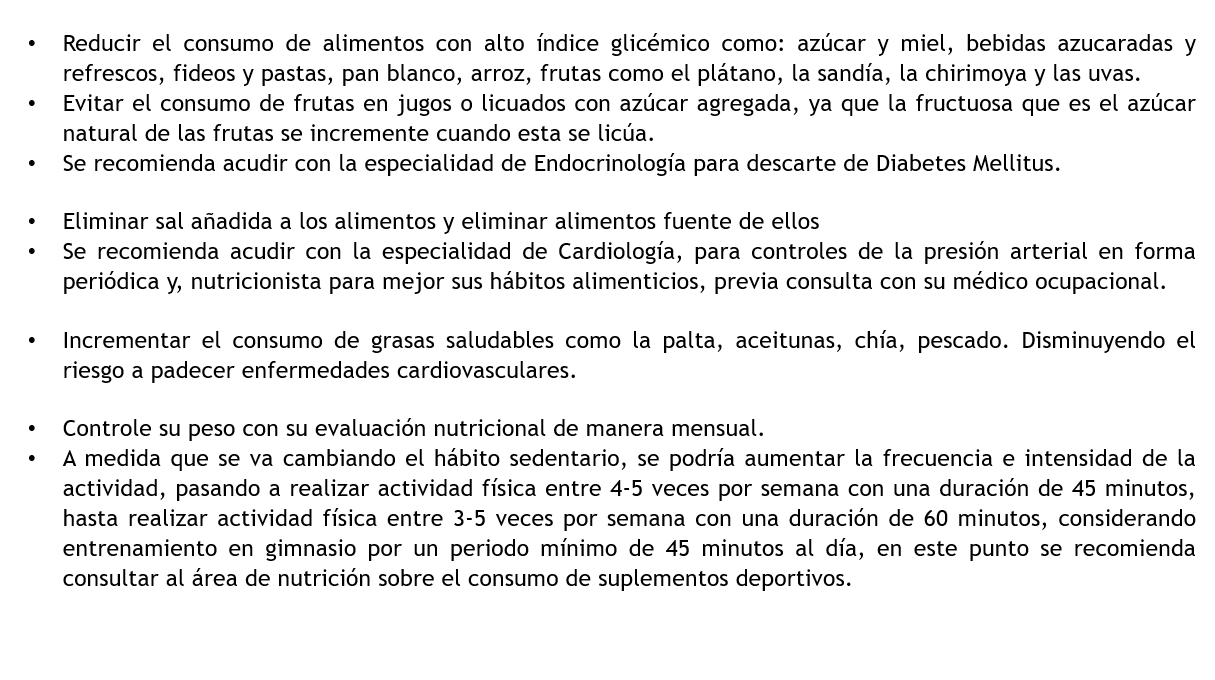 • Reducir el consumo de alimentos con alto índice glicémico como: azúcar y miel, bebidas azucaradas y
refrescos, fideos y pastas, pan blanco, arroz, frutas como el plátano, la sandía, la chirimoya y las uvas.
• Evitar el consumo de frutas en jugos o licuados con azúcar agregada, ya que la fructuosa que es el azúcar
natural de las frutas se incremente cuando esta se licúa.
• Se recomienda acudir con la especialidad de Endocrinología para descarte de Diabetes Mellitus.
• Eliminar sal añadida a los alimentos y eliminar alimentos fuente de ellos
• Se recomienda acudir con la especialidad de Cardiología, para controles de la presión arterial en forma
periódica y, nutricionista para mejor sus hábitos alimenticios, previa consulta con su médico ocupacional.
• Incrementar el consumo de grasas saludables como la palta, aceitunas, chía, pescado. Disminuyendo el
riesgo a padecer enfermedades cardiovasculares.
• Controle su peso con su evaluación nutricional de manera mensual.
• A medida que se va cambiando el hábito sedentario, se podría aumentar la frecuencia e intensidad de la
actividad, pasando a realizar actividad física entre 4-5 veces por semana con una duración de 45 minutos,
hasta realizar actividad física entre 3-5 veces por semana con una duración de 60 minutos, considerando
entrenamiento en gimnasio por un periodo mínimo de 45 minutos al día, en este punto se recomienda
consultar al área de nutrición sobre el consumo de suplementos deportivos.